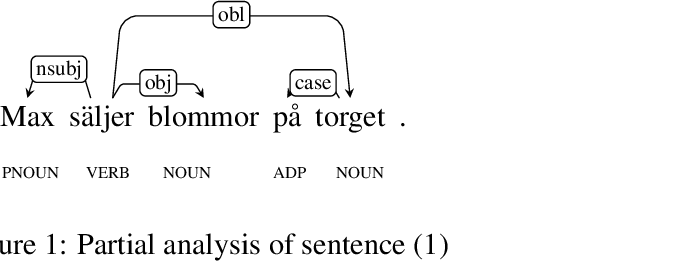 obl
nsubj obj case
Max säljer blommor på torget .
PNOUN VERB NOUN ADP NOUN
ure 1: Partial analysis of sentence (1)